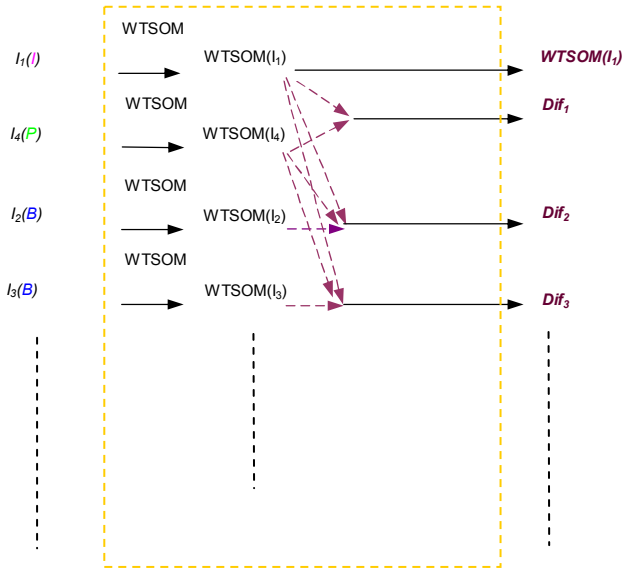 WTSOM
I₁(I) WTSOM(I₁) WTSOM(I₁)
WTSOM
Dif₁
I₄(P) WTSOM(I₄)
WTSOM
I₂(B) WTSOM(I₂) Dif₂
WTSOM
I₃(B) WTSOM(I₃) Dif₃